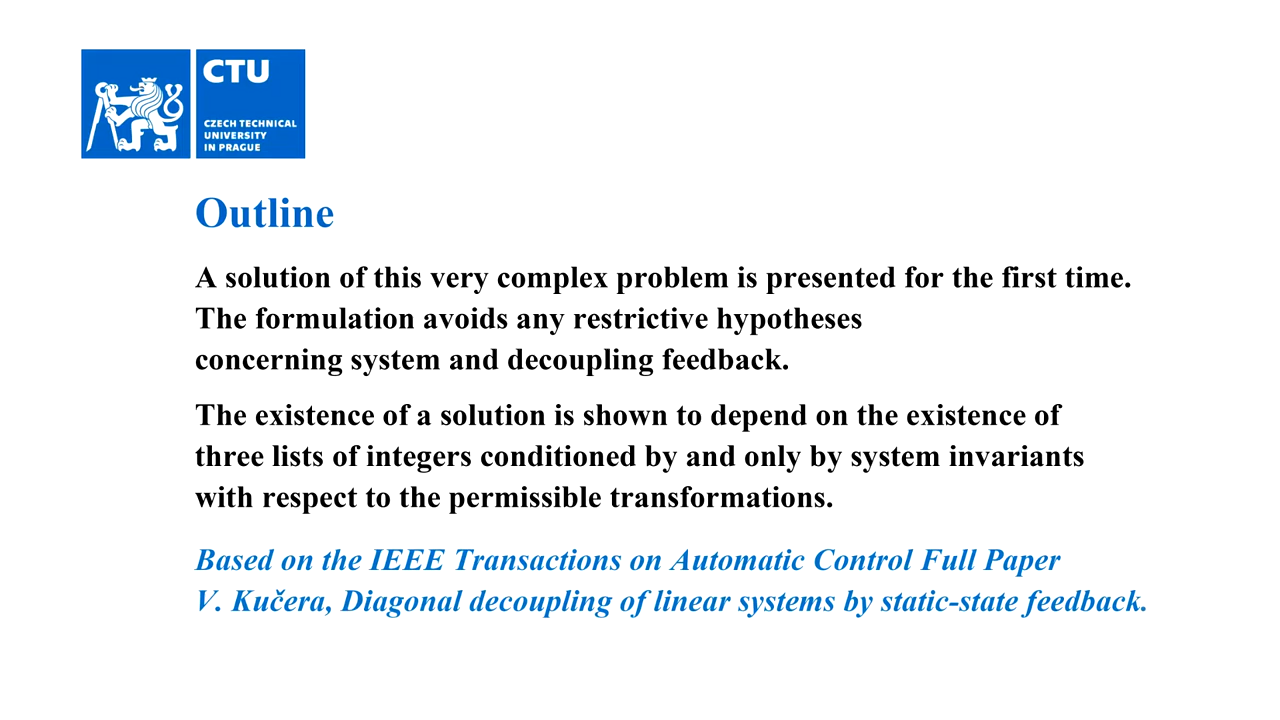 CTU
CZECH TECHNICAL
UNIVERSITY
IN PRAGUE
Outline
A solution of this very complex problem is presented for the first time.
The formulation avoids any restrictive hypotheses
concerning system and decoupling feedback.
The existence of a solution is shown to depend on the existence of
three lists of integers conditioned by and only by system invariants
with respect to the permissible transformations.
Based on the IEEE Transactions on Automatic Control Full Paper
V. Kučera, Diagonal decoupling of linear systems by static-state feedback.